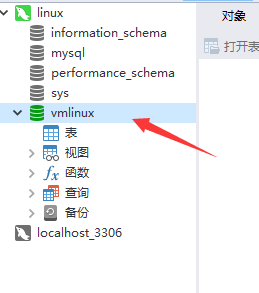 linux
information_schema
mysql
performance_schema
sys
vmlinux
表
视图
函数
查询
备份
localhost_3306
对象
打开表